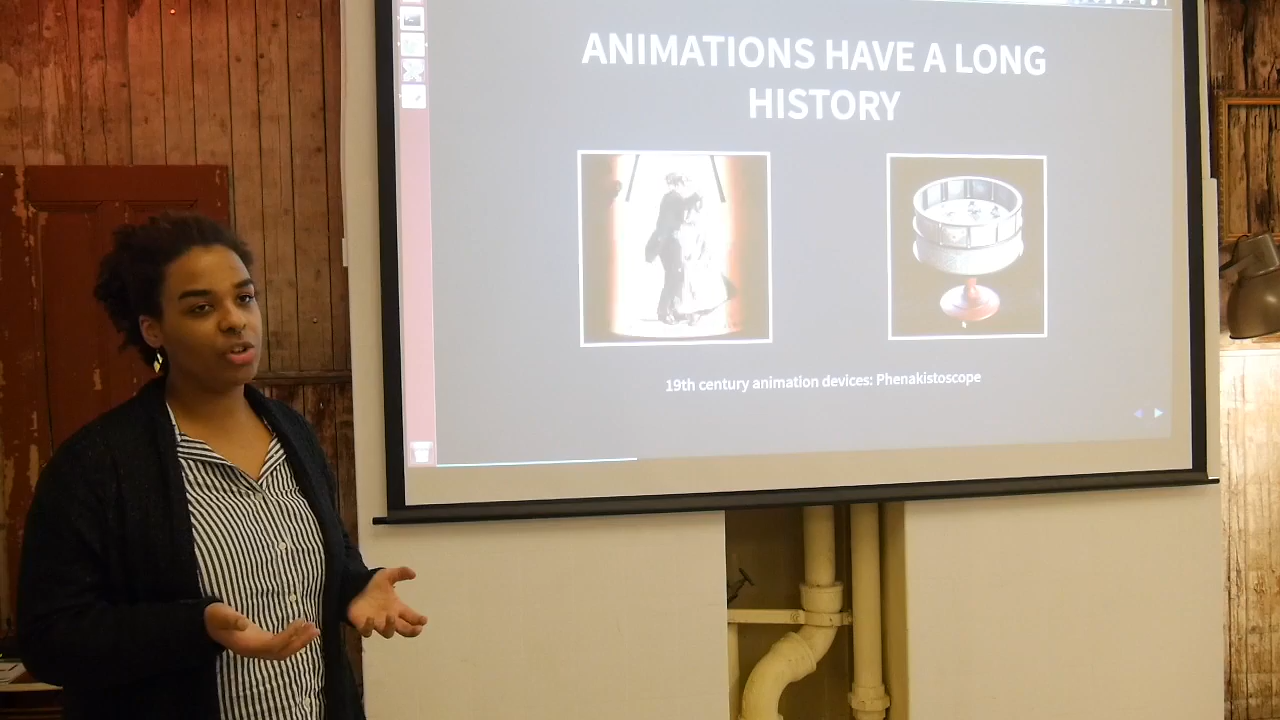 ANIMATIONS HAVE A LONG
HISTORY
19th century animation devices: Phenakistoscope